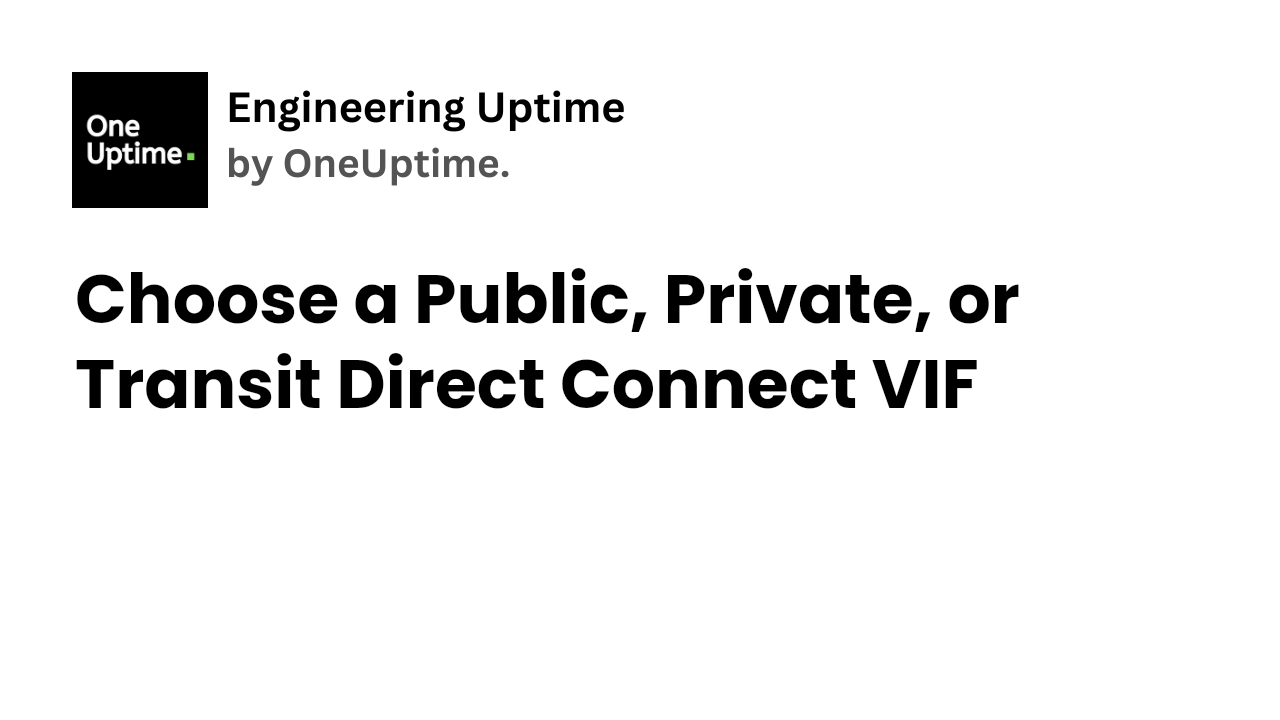 One
Uptime
Engineering Uptime
by OneUptime.
Choose a Public, Private, or
Transit Direct Connect VIF